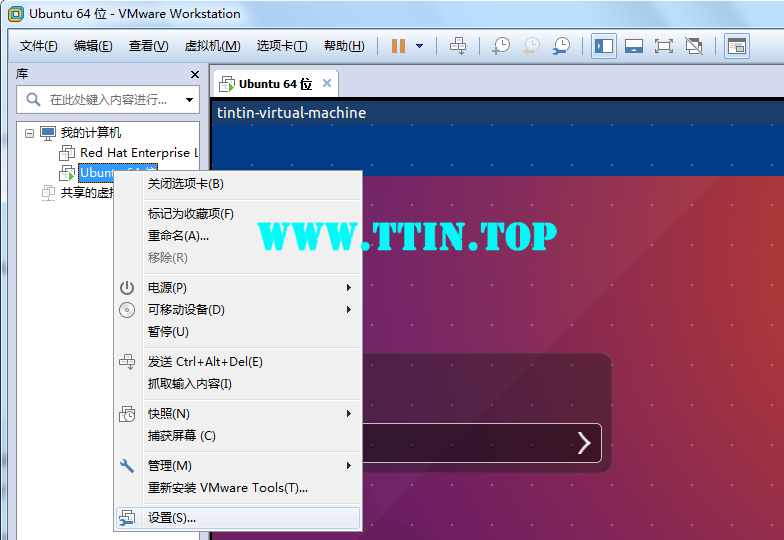 Ubuntu 64 位 - VMware Workstation
文件(F) 编辑(E) 查看(V) 虚拟机(M) 选项卡(T) 帮助(H)
库
Ubuntu 64 位
在此处键入内容进行...
tintin-virtual-machine
我的计算机
Red Hat Enterprise L
Ubuntu 64 位
共享的虚拟
关闭选项卡(B)
标记为收藏项(F)
重命名(A)...
移除(R)
WWW.TTIN.TOP
电源(P)
可移动设备(D)
暂停(U)
发送 Ctrl+Alt+Del(E)
抓取输入内容(I)
快照(N)
捕获屏幕 (C)
管理(M)
重新安装 VMware Tools(T)...
设置(S)...